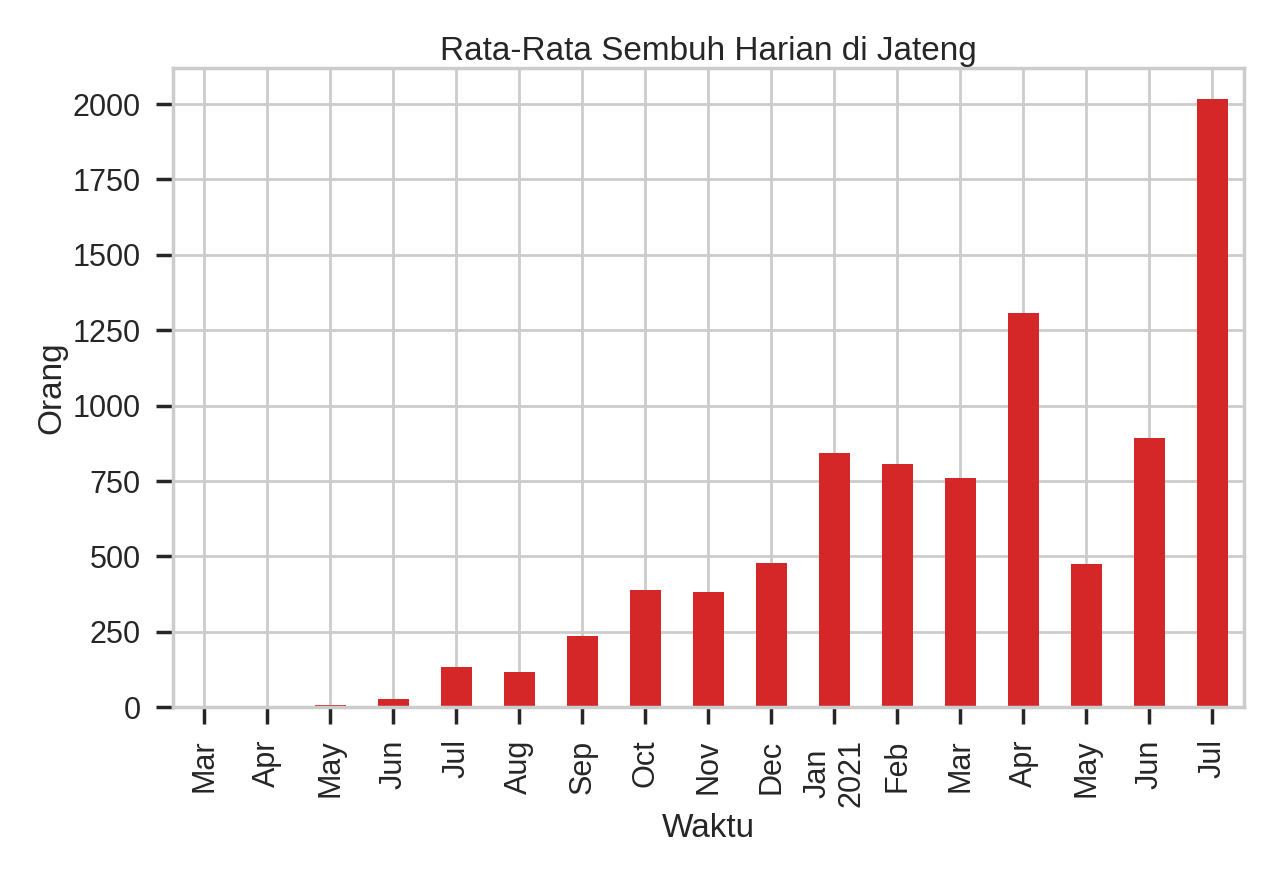 Rata-Rata Sembuh Harian di Jateng
2000
1750
1500
1250
1000
750
500
250
0
Orang
Mar
Apr
May
Jun
Jul
Aug
Sep
Oct
Nov
Dec
Jan
2021
Feb
Mar
Apr
May
Jun
Jul
Waktu